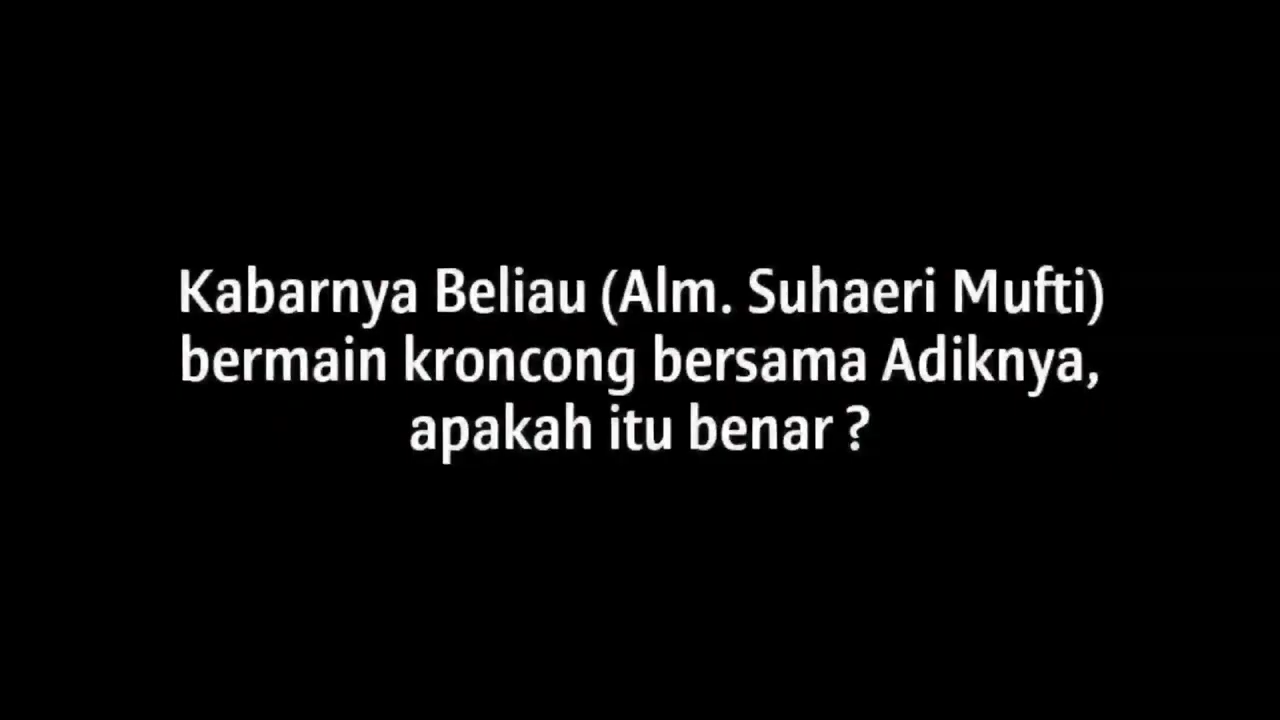 Kabarnya Beliau (Alm. Suhaeri Mufti)
bermain kroncong bersama Adiknya,
apakah itu benar ?